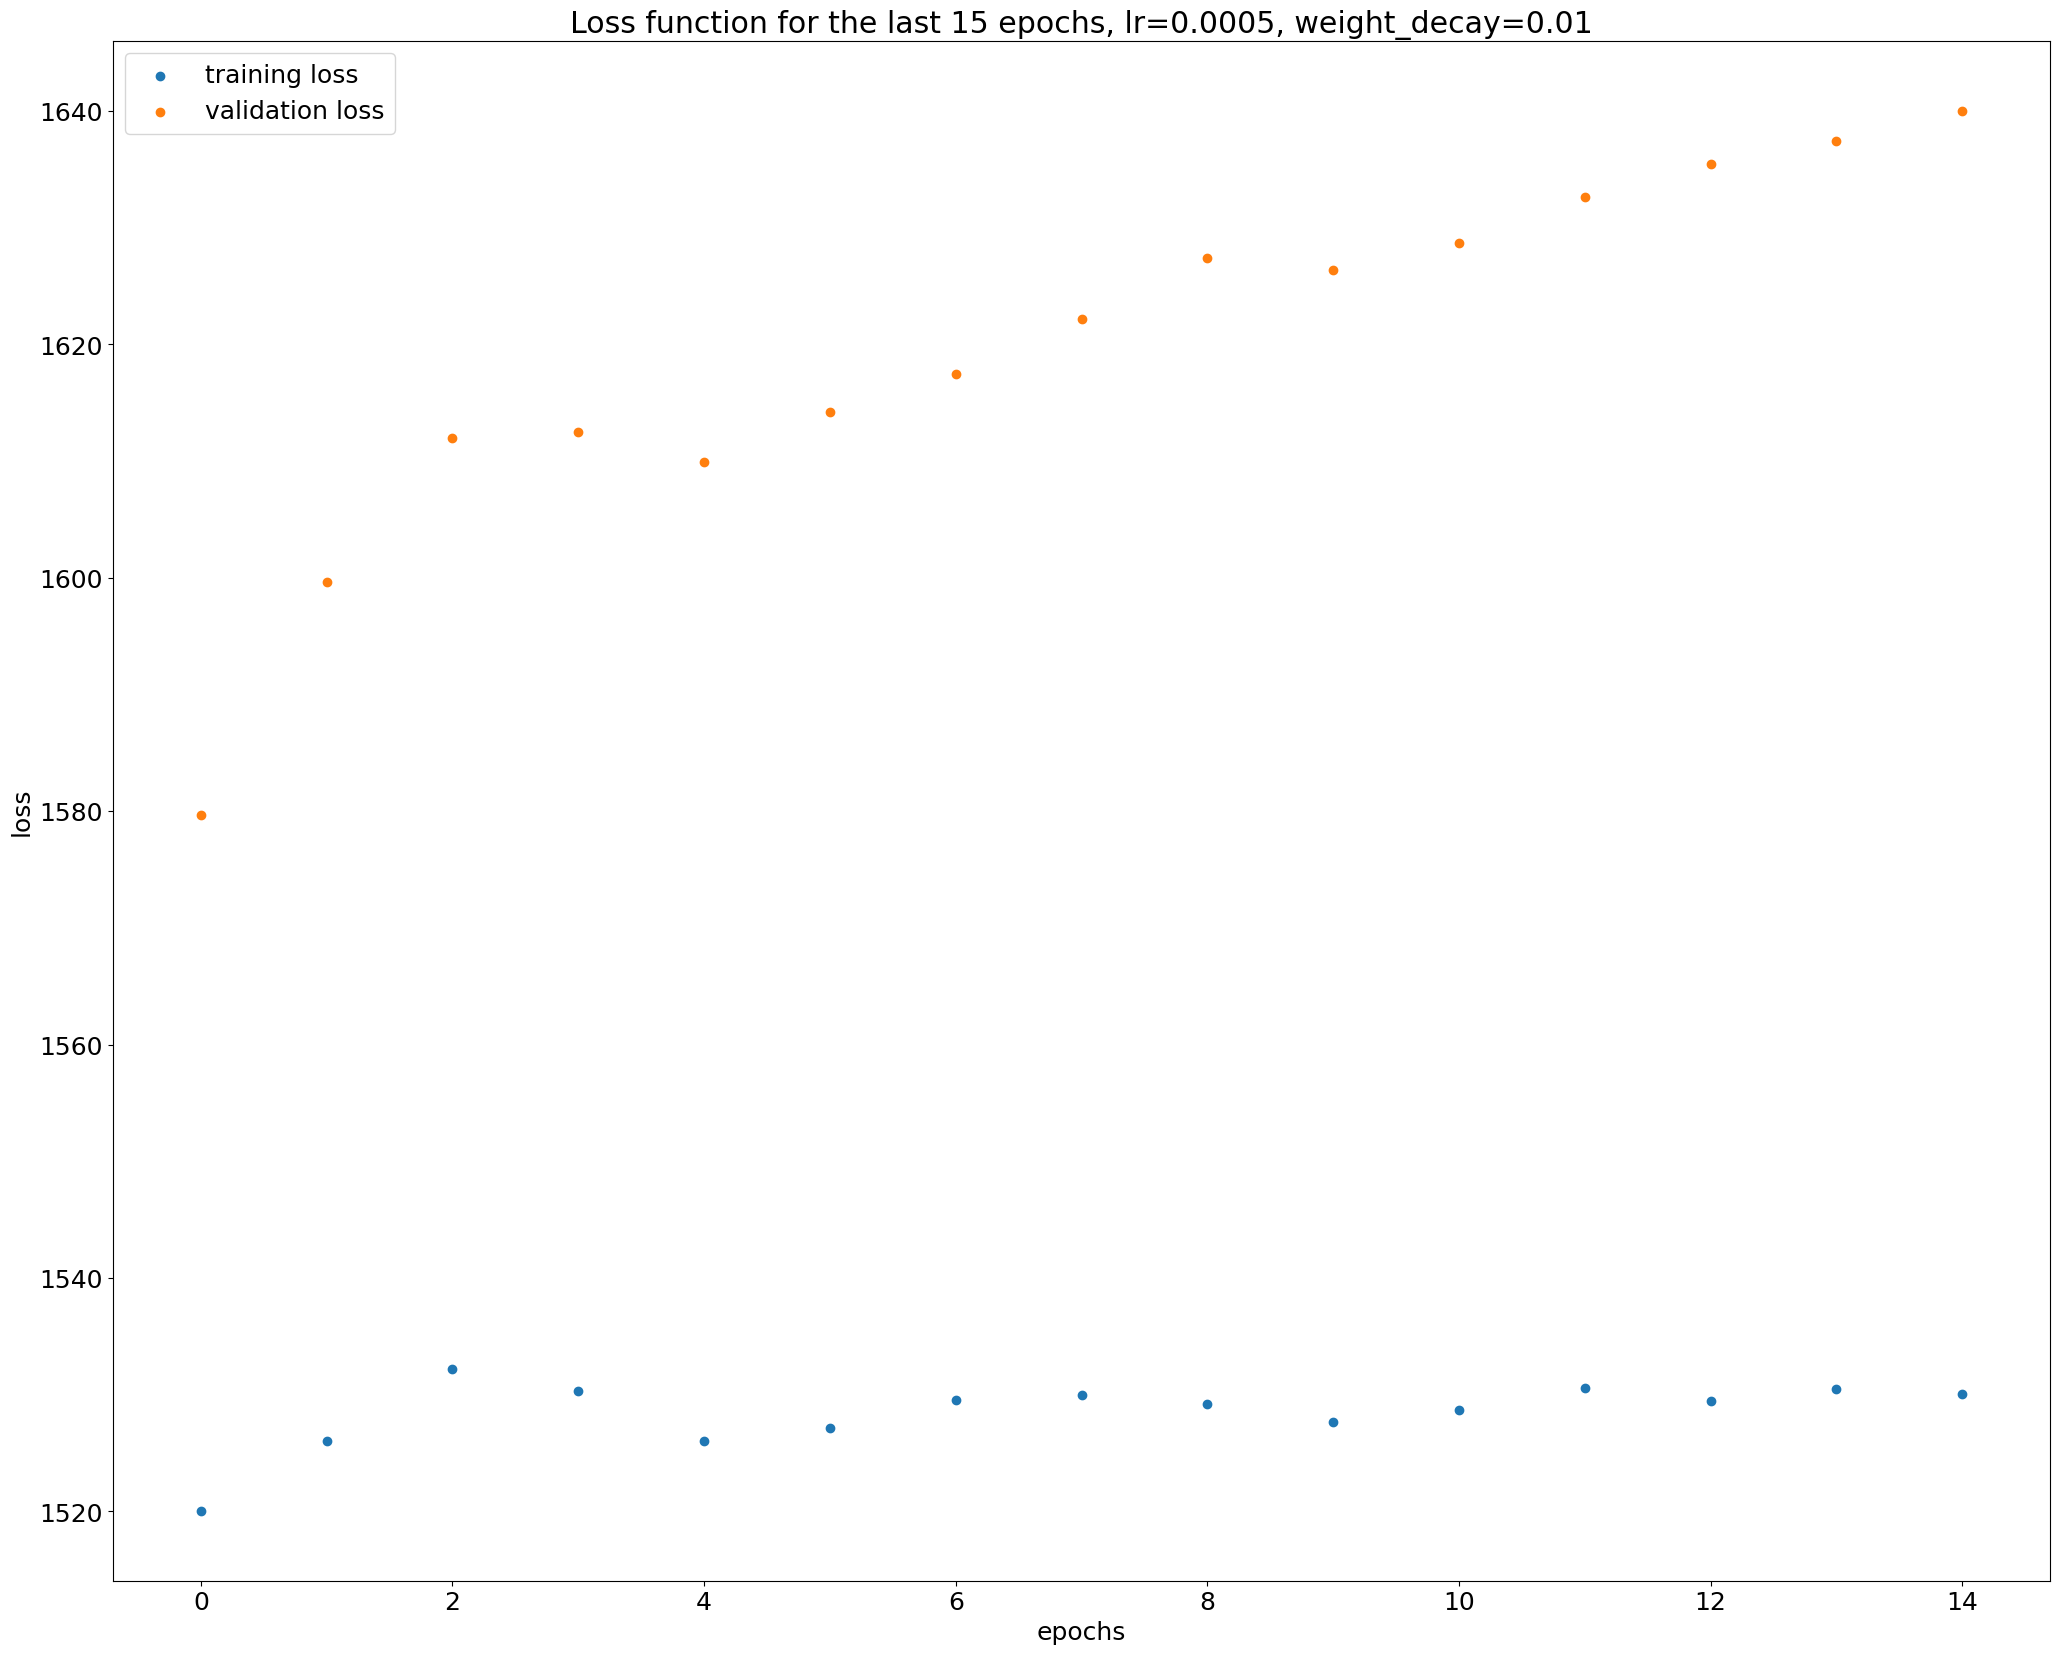 Loss function for the last 15 epochs, lr=0.0005, weight_decay=0.01
training loss
validation loss
1640
1620
1600
1580
1560
1540
1520
loss
0 2 4 6 8 10 12 14
epochs